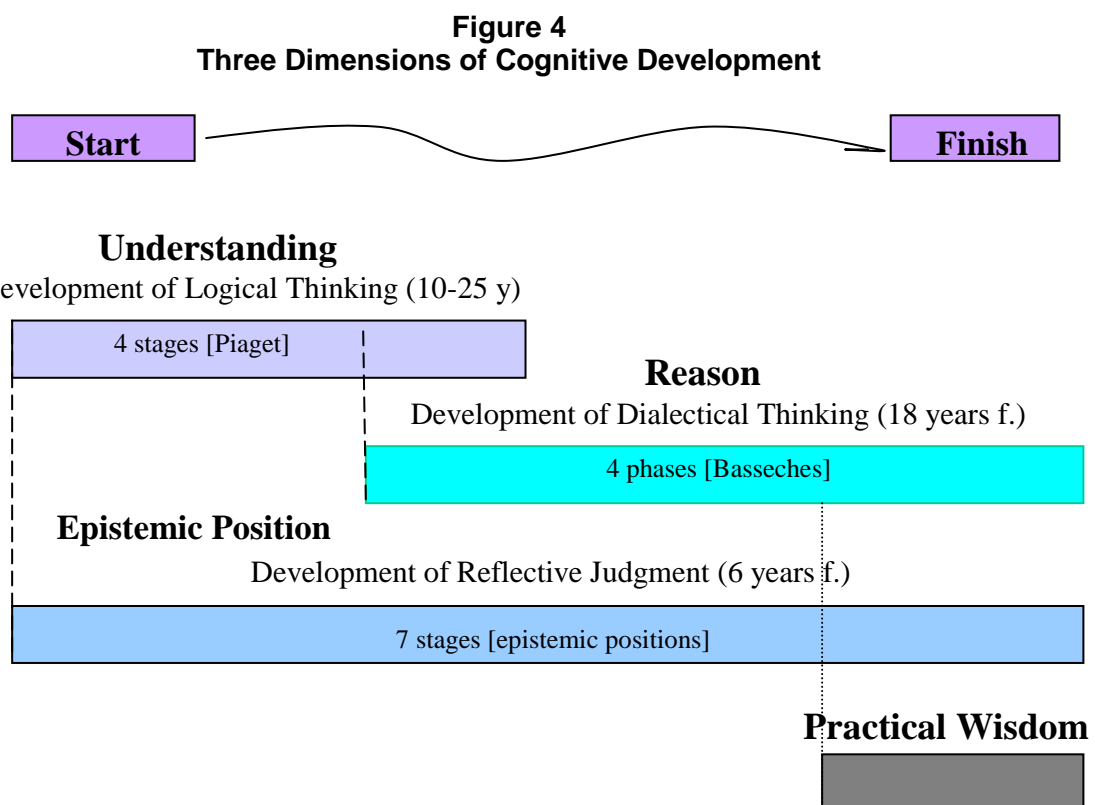 Figure 4
Three Dimensions of Cognitive Development
Start
Finish
Understanding
evelopment of Logical Thinking (10-25 y)
4 stages [Piaget]
Reason
Development of Dialectical Thinking (18 years f.)
4 phases [Basseches]
Epistemic Position
Development of Reflective Judgment (6 years f.)
7 stages [epistemic positions]
Practical Wisdom